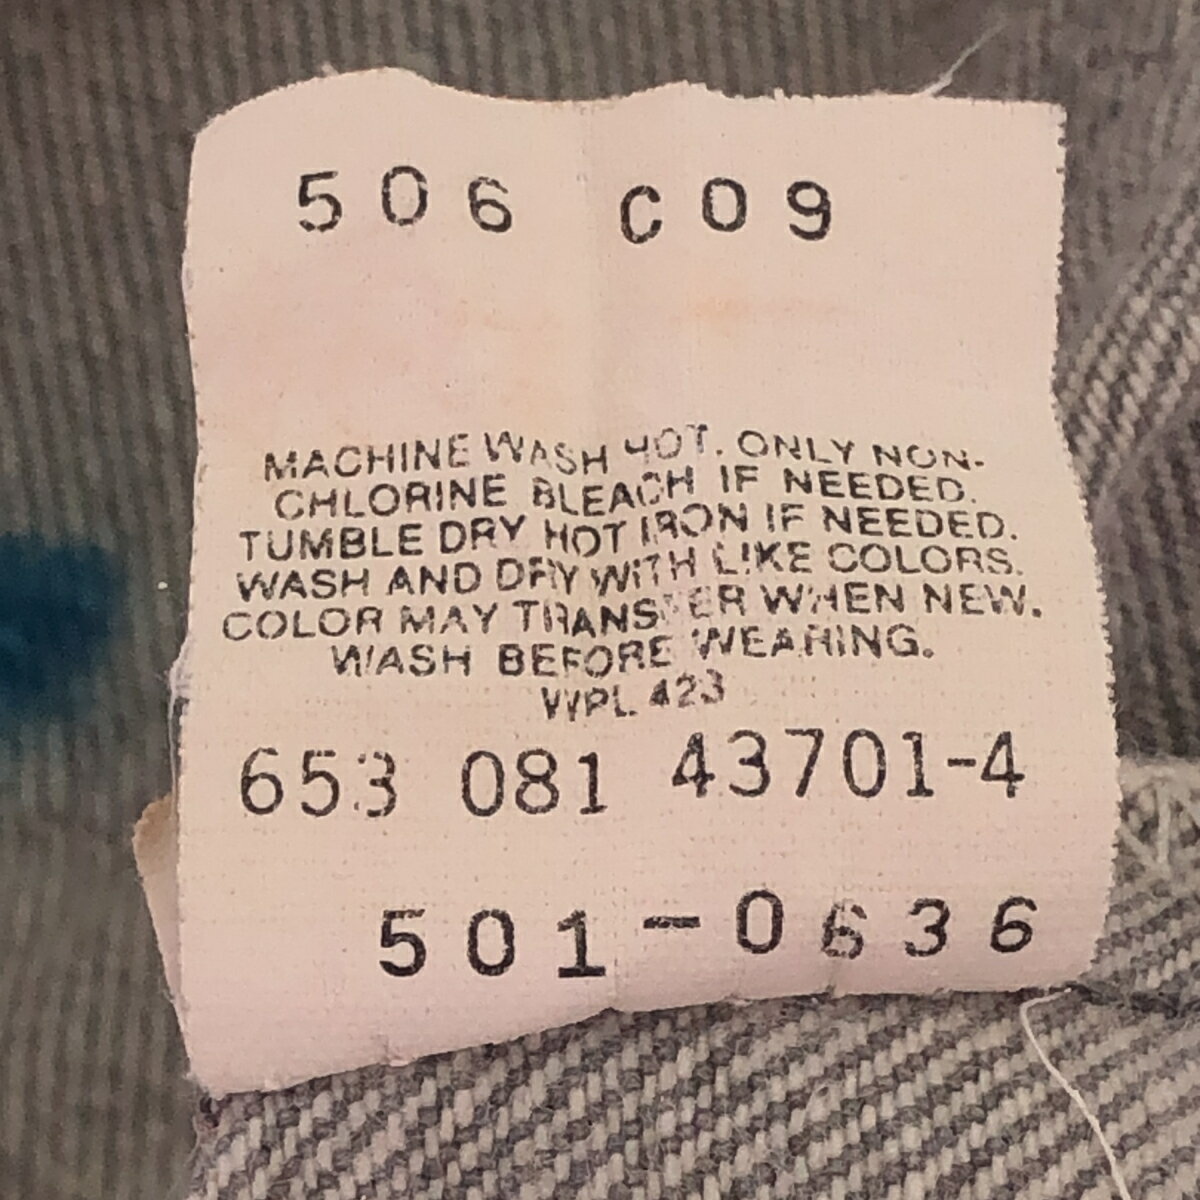 506 C09
MACHINE WASH HOT. ONLY NON-
CHLORINE BLEACH IF NEEDED.
TUMBLE DRY HOT IRON IF NEEDED.
WASH AND DRY WITH LIKE COLORS.
COLOR MAY TRANSFER WHEN NEW.
WASH BEFORE WEARING.
WPL 423
653 081 43701-4
501-0636